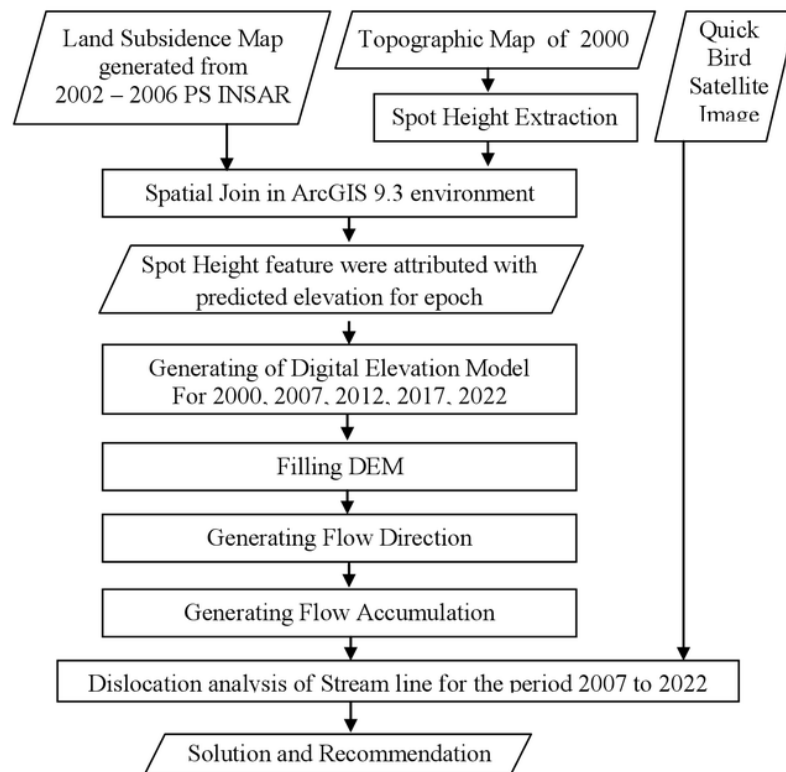 Land Subsidence Map
generated from
2002 – 2006 PS INSAR
Topographic Map of 2000
Quick
Bird
Satellite
Image
Spot Height Extraction
Spatial Join in ArcGIS 9.3 environment
Spot Height feature were attributed with
predicted elevation for epoch
Generating of Digital Elevation Model
For 2000, 2007, 2012, 2017, 2022
Filling DEM
Generating Flow Direction
Generating Flow Accumulation
Dislocation analysis of Stream line for the period 2007 to 2022
Solution and Recommendation